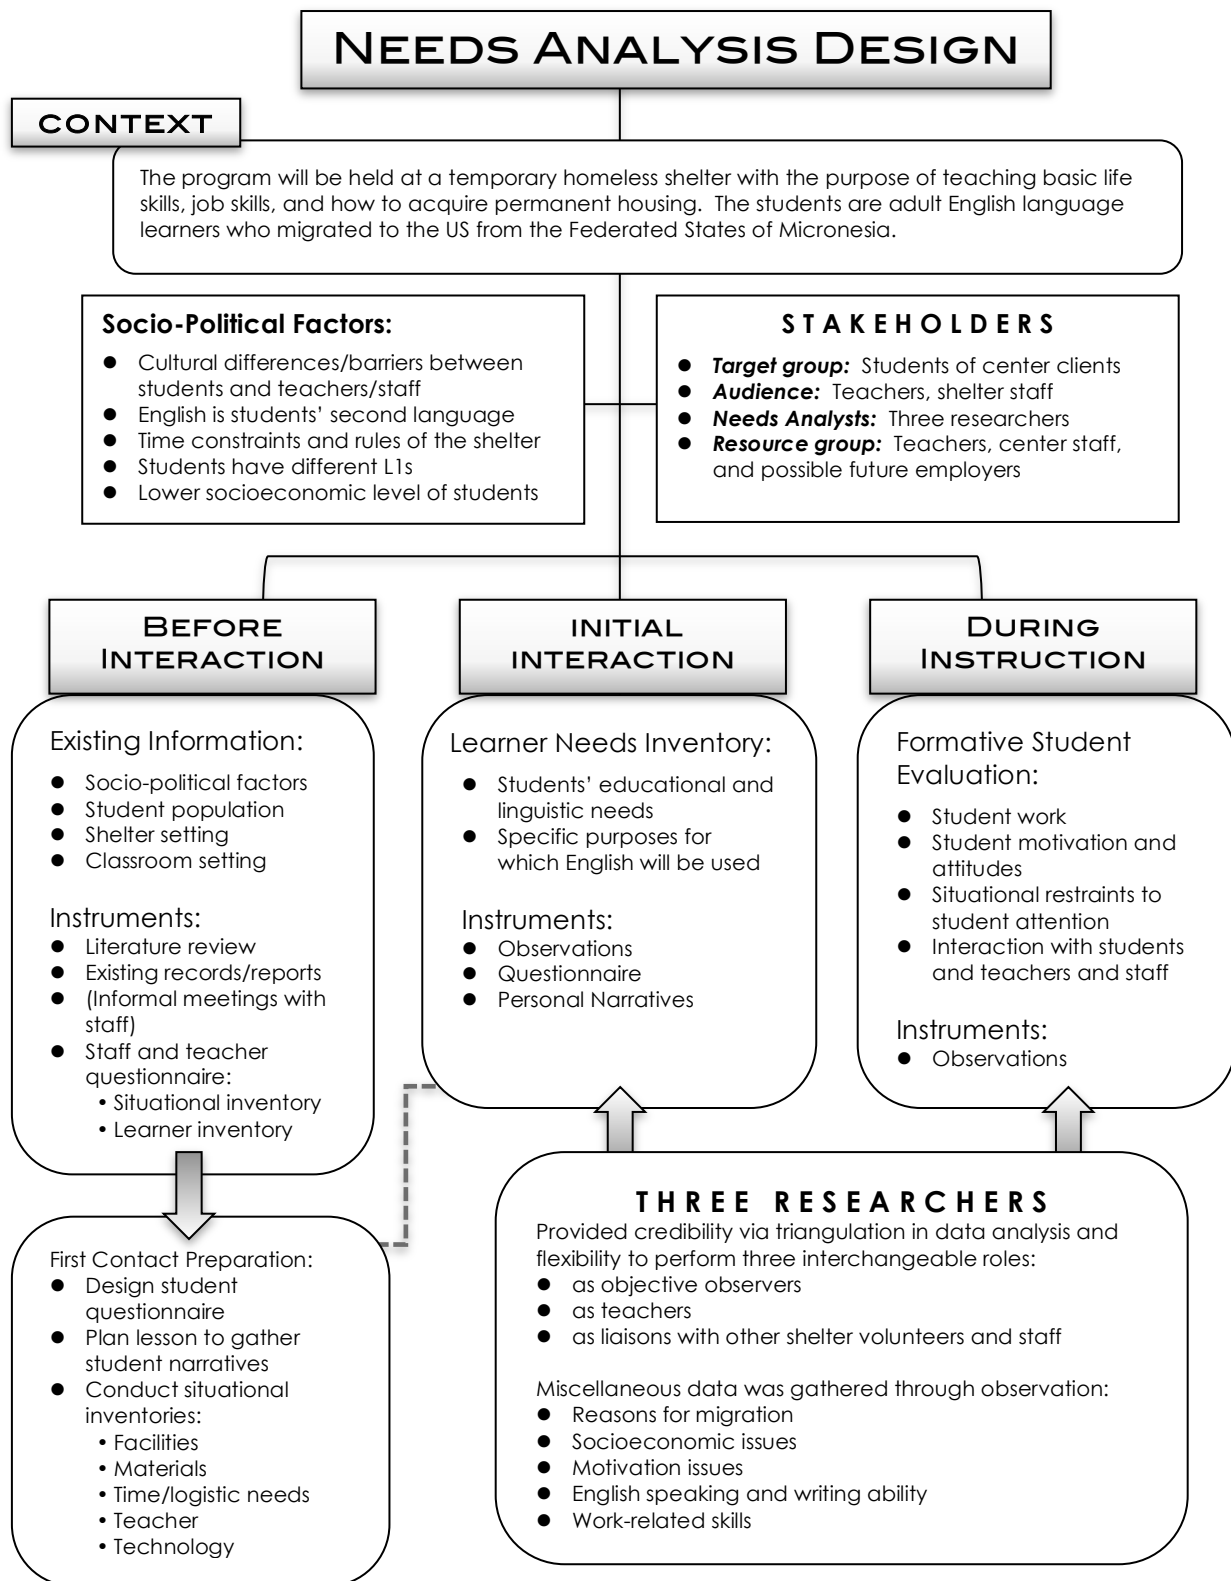 NEEDS ANALYSIS DESIGN
CONTEXT
The program will be held at a temporary homeless shelter with the purpose of teaching basic life
skills, job skills, and how to acquire permanent housing. The students are adult English language
learners who migrated to the US from the Federated States of Micronesia.
Socio-Political Factors:
● Cultural differences/barriers between
students and teachers/staff
● English is students' second language
● Time constraints and rules of the shelter
● Students have different L1s
● Lower socioeconomic level of students
STAKEHOLDERS
● Target group: Students of center clients
● Audience: Teachers, shelter staff
● Needs Analysts: Three researchers
● Resource group: Teachers, center staff,
and possible future employers
BEFORE
INTERACTION
Existing Information:
● Socio-political factors
● Student population
● Shelter setting
● Classroom setting
Instruments:
● Literature review
● Existing records/reports
● (Informal meetings with
staff)
● Staff and teacher
questionnaire:
• Situational inventory
• Learner inventory
First Contact Preparation:
● Design student
questionnaire
● Plan lesson to gather
student narratives
● Conduct situational
inventories:
• Facilities
• Materials
• Time/logistic needs
• Teacher
• Technology
INITIAL
INTERACTION
Learner Needs Inventory:
● Students' educational and
linguistic needs
● Specific purposes for
which English will be used
Instruments:
● Observations
● Questionnaire
● Personal Narratives
DURING
INSTRUCTION
Formative Student
Evaluation:
● Student work
● Student motivation and
attitudes
● Situational restraints to
student attention
● Interaction with students
and teachers and staff
Instruments:
● Observations
THREE RESEARCHERS
Provided credibility via triangulation in data analysis and
flexibility to perform three interchangeable roles:
● as objective observers
● as teachers
● as liaisons with other shelter volunteers and staff
Miscellaneous data was gathered through observation:
● Reasons for migration
● Socioeconomic issues
● Motivation issues
● English speaking and writing ability
● Work-related skills